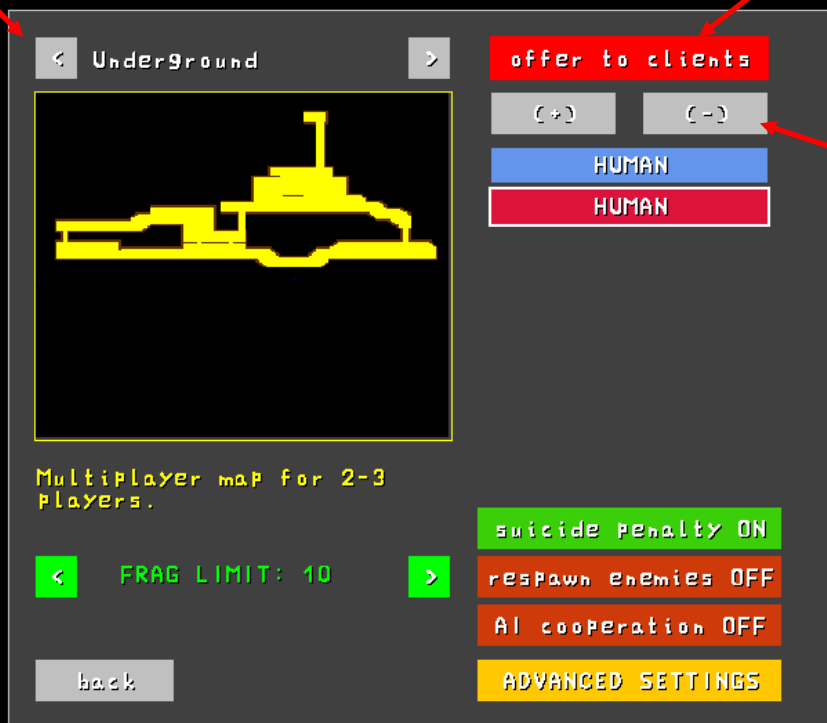 < Underground >
offer to clients
(+) (-)
HUMAN
HUMAN
Multiplayer map for 2-3
players.
< FRAG LIMIT: 10 >
suicide penalty ON
respawn enemies OFF
AI cooperation OFF
back
ADVANCED SETTINGS